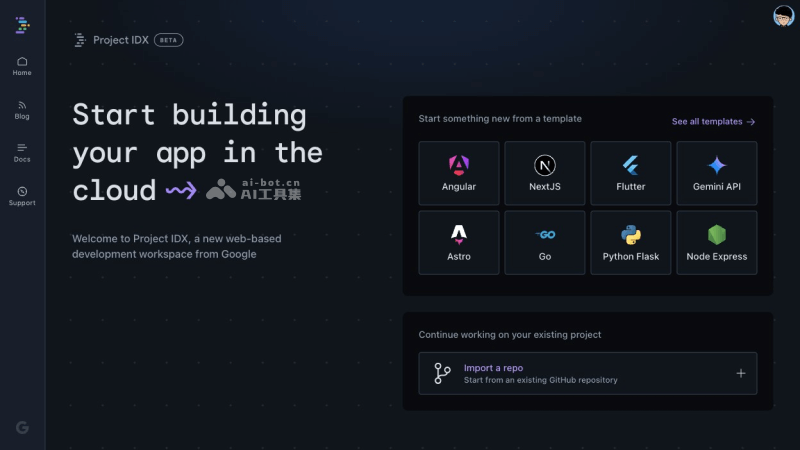 Project IDX BETA
Home
Blog
Docs
Support
Start building
your app in the
cloud
ai-bot.cn
AI工具集
Welcome to Project IDX, a new web-based
development workspace from Google
Start something new from a template
See all templates
Angular
NextJS
Flutter
Gemini API
Astro
GO
Go
Python Flask
Node Express
Continue working on your existing project
Import a repo
Start from an existing GitHub repository